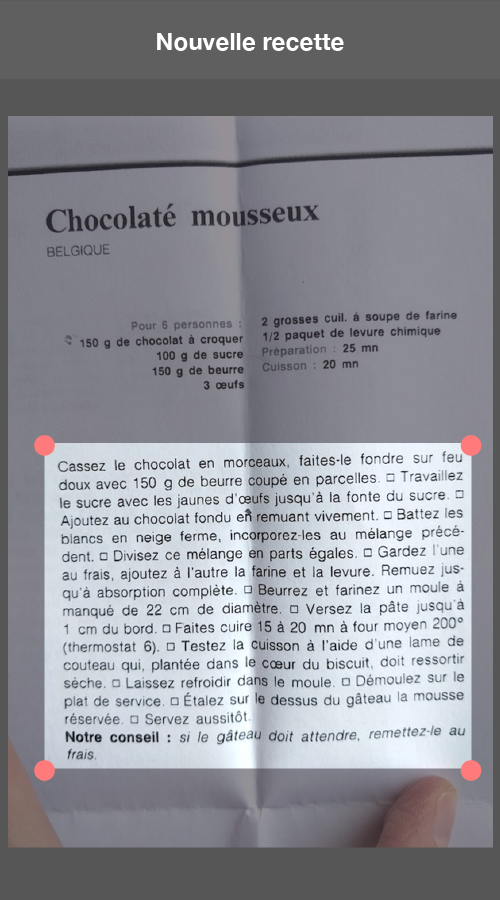 Nouvelle recette
Chocolaté mousseux
BELGIQUE
Pour 6 personnes :
150 g de chocolat à croquer
100 g de sucre
150 g de beurre
3 œufs
2 grosses cuil. à soupe de farine
1/2 paquet de levure chimique
Préparation : 25 mn
Cuisson : 20 mn
Cassez le chocolat en morceaux, faites-le fondre sur feu
doux avec 150 g de beurre coupé en parcelles. □ Travaillez
le sucre avec les jaunes d'œufs jusqu'à la fonte du sucre. □
Ajoutez au chocolat fondu en remuant vivement. □ Battez les
blancs en neige ferme, incorporez-les au mélange précé-
dent. □ Divisez ce mélange en parts égales. □ Gardez l'une
au frais, ajoutez à l'autre la farine et la levure. Remuez jus-
qu'à absorption complète. □ Beurrez et farinez un moule à
manqué de 22 cm de diamètre. □ Versez la pâte jusqu'à
1 cm du bord. □ Faites cuire 15 à 20 mn à four moyen 200°
(thermostat 6). □ Testez la cuisson à l'aide d'une lame de
couteau qui, plantée dans le cœur du biscuit, doit ressortir
sèche. □ Laissez refroidir dans le moule. □ Démoulez sur le
plat de service. □ Étalez sur le dessus du gâteau la mousse
réservée. □ Servez aussitôt.
Notre conseil : si le gâteau doit attendre, remettez-le au
frais.